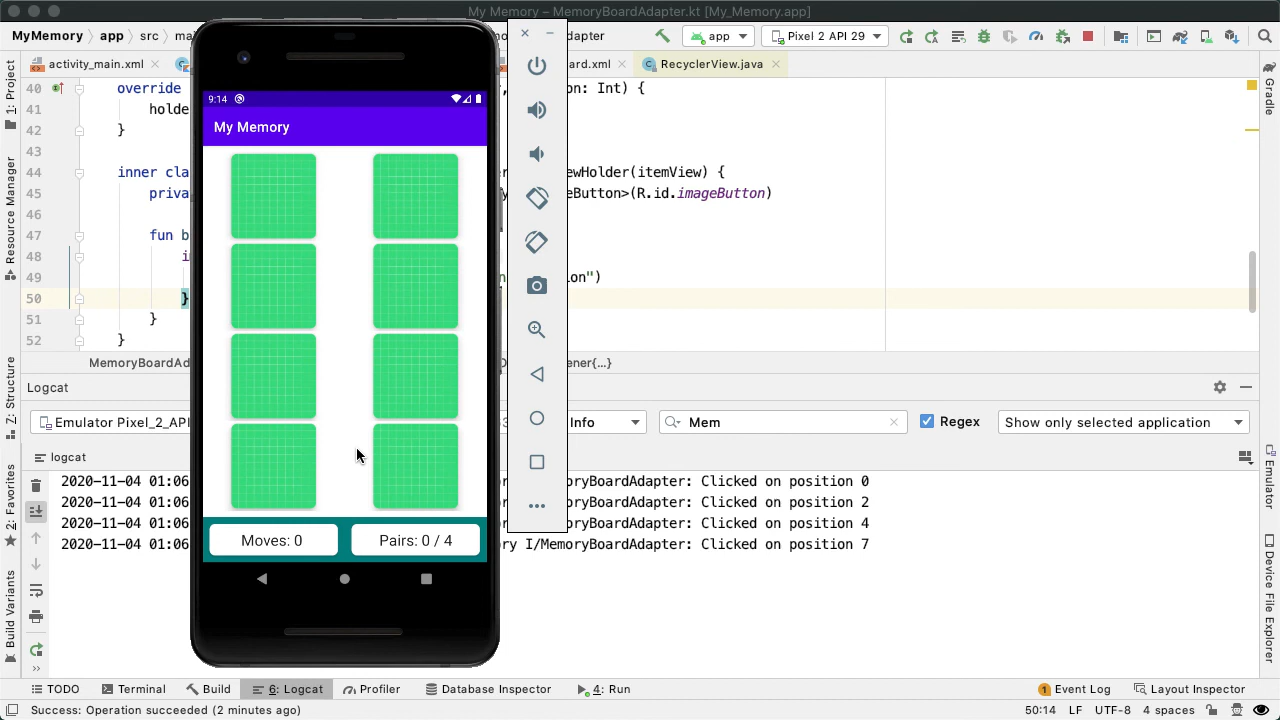 My Memory – MemoryBoardAdapter.kt [My_Memory.app]
MyMemory app src
app
Pixel 2 API 29
activity_main.xml
RecyclerView.java
1: Project
Resource Manager
Z: Structure
2: Favorites
Build Variants
40 override on: Int) {
41 holde
42 }
43
44 inner cla ewHolder(itemView) {
45 priva eButton>(R.id.imageButton)
46
47 fun b
48
49 ion")
50 }
51 }
52 }
MemoryBoardAd ener{...}
9:14
My Memory
Moves: 0
Pairs: 0 / 4
Logcat
Emulator Pixel_2_API
Info
Mem
Regex
Show only selected application
logcat
2020-11-04 01:06 oryBoardAdapter: Clicked on position 0
2020-11-04 01:06 oryBoardAdapter: Clicked on position 2
2020-11-04 01:06 oryBoardAdapter: Clicked on position 4
2020-11-04 01:06 ry I/MemoryBoardAdapter: Clicked on position 7
Gradle
Emulator
Device File Explorer
TODO Terminal Build 6: Logcat Profiler Database Inspector 4: Run 1 Event Log Layout Inspector
Success: Operation succeeded (2 minutes ago) 50:14 LF UTF-8 4 spaces